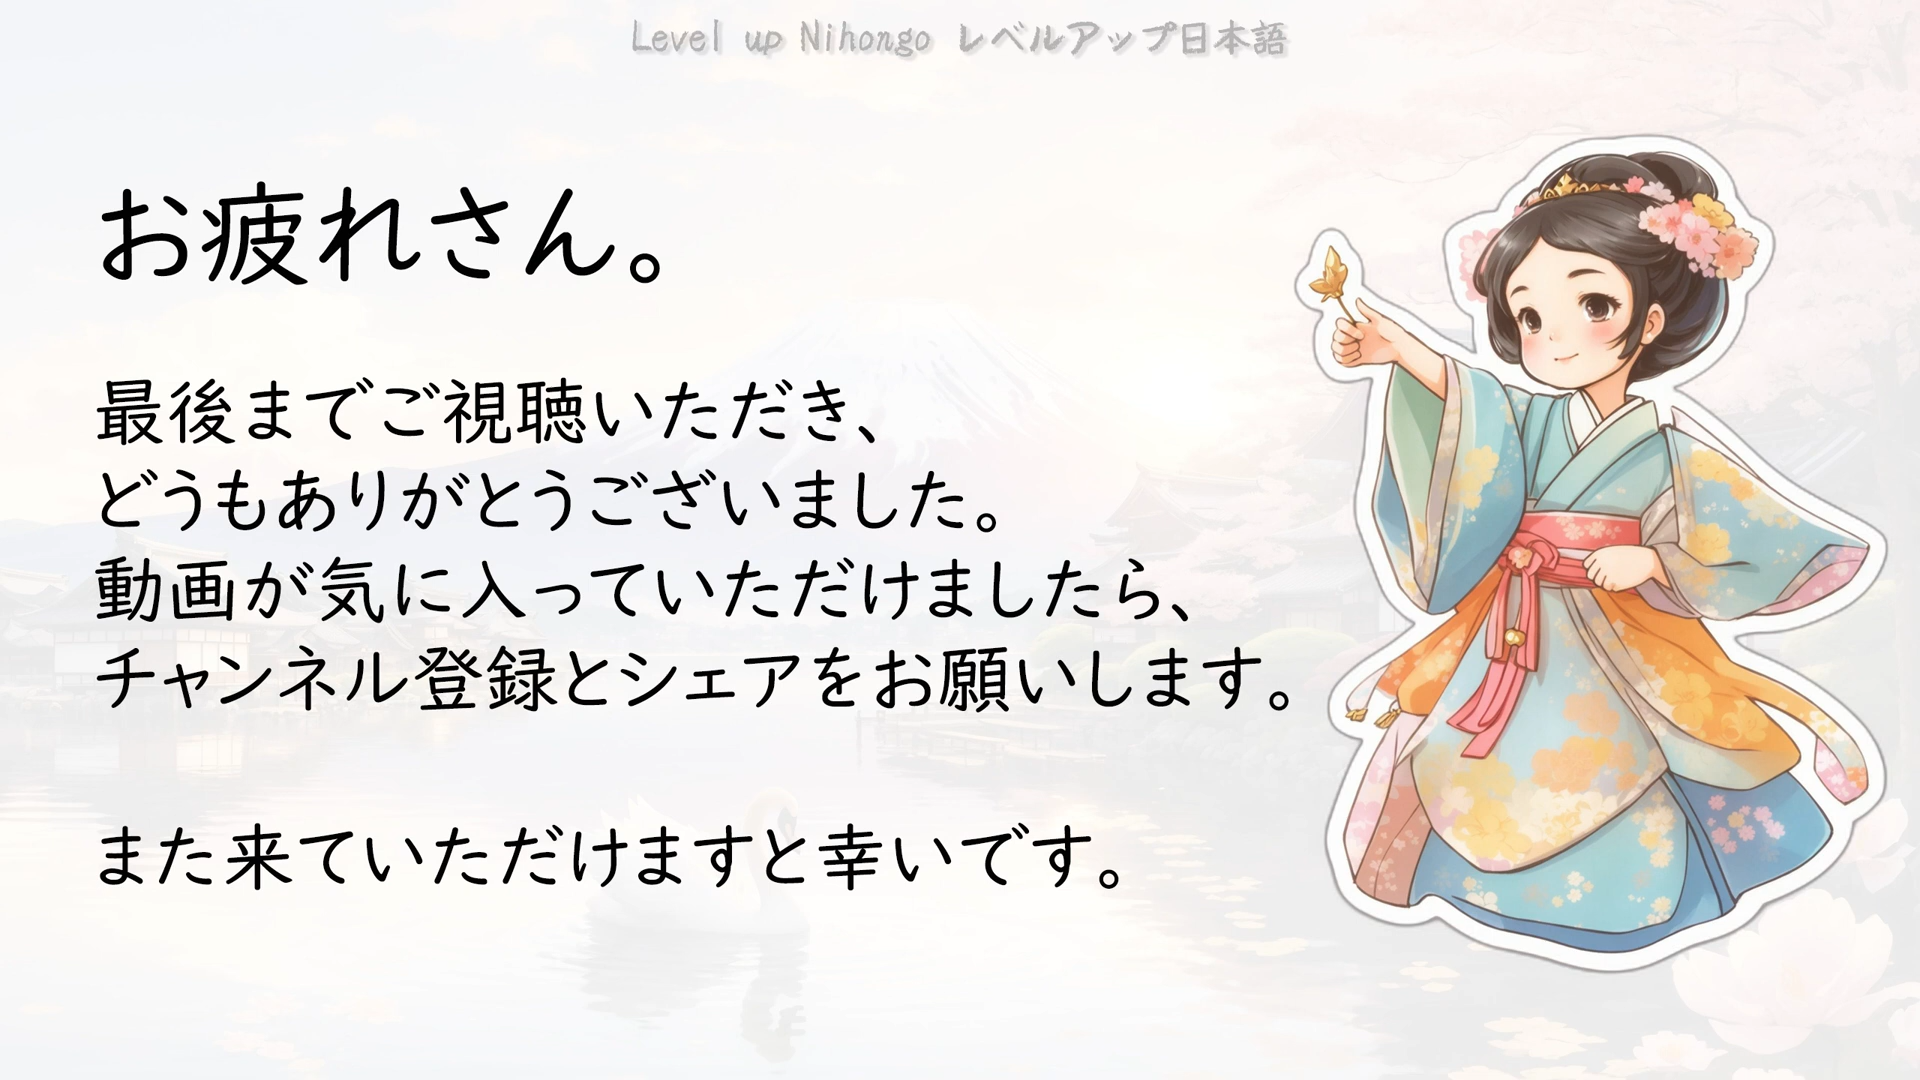 Level up Nihongo レベルアップ日本語
お疲れさん。
最後までご視聴いただき、
どうもありがとうございました。
動画が気に入っていただけましたら、
チャンネル登録とシェアをお願いします。
また来ていただけますと幸いです。